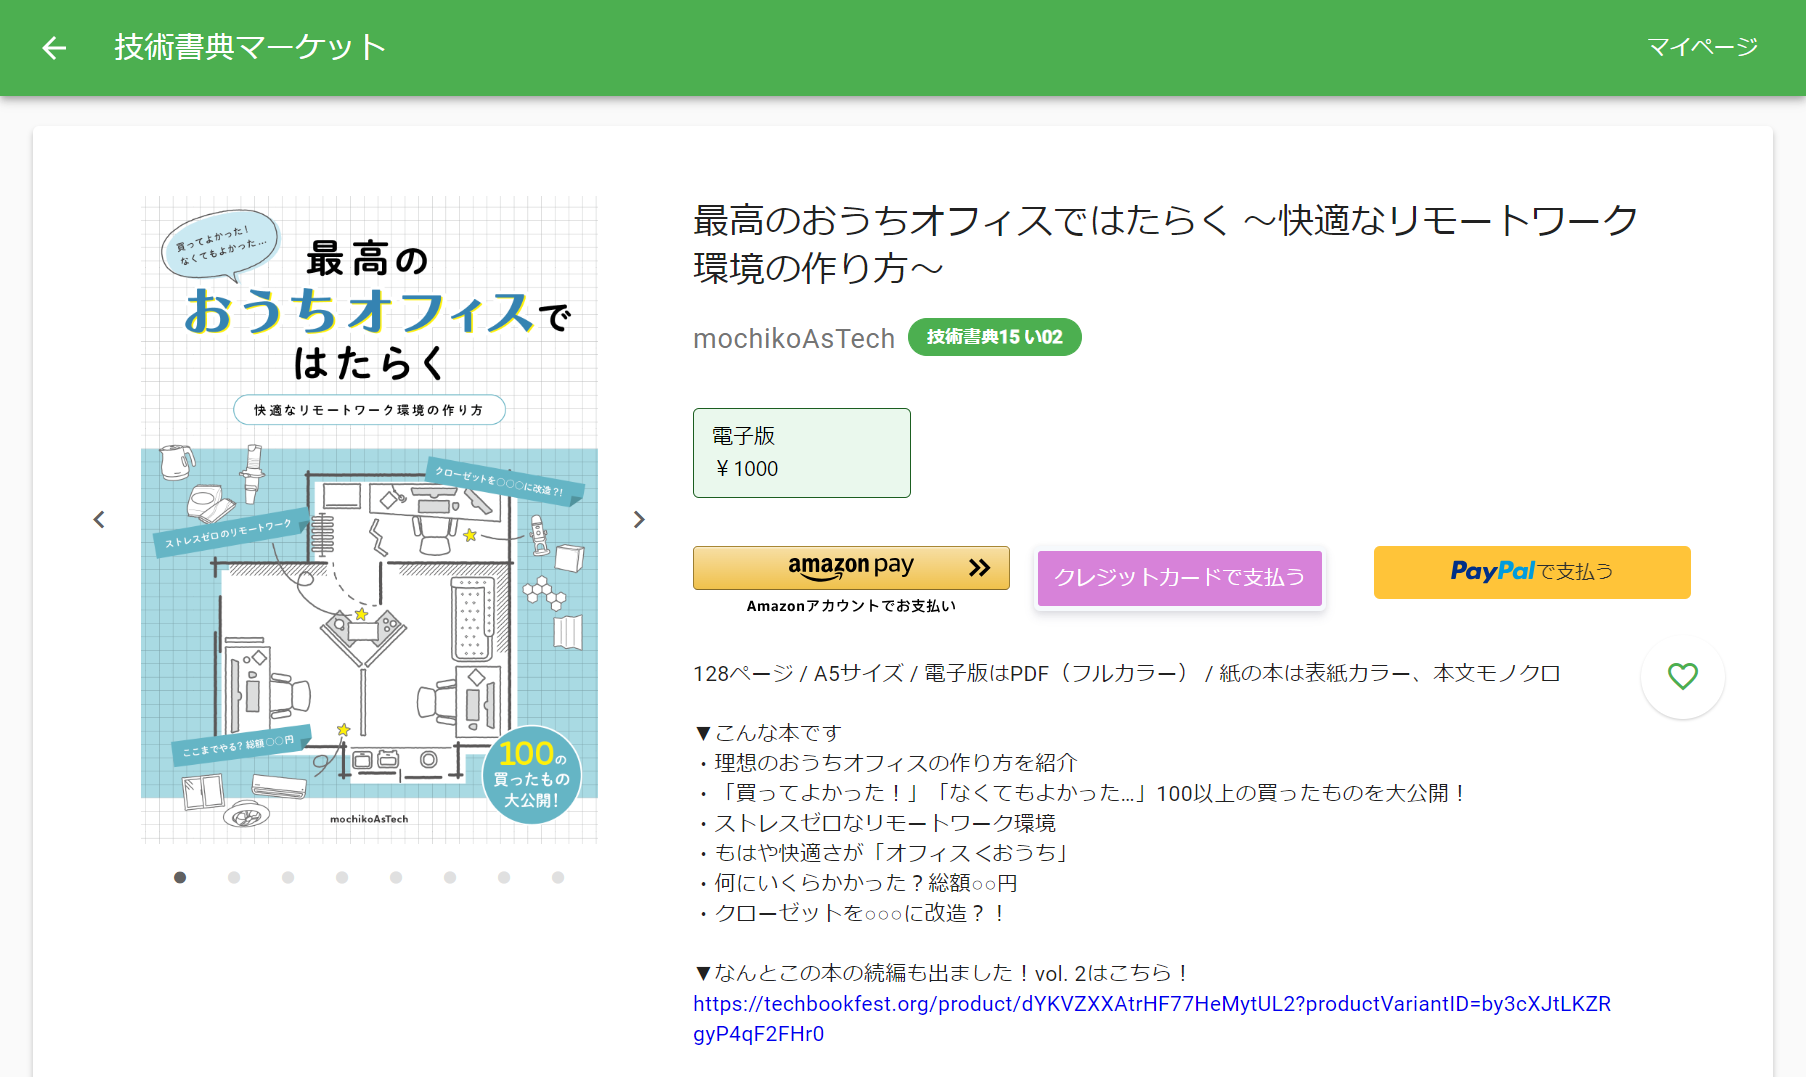 技術書典マーケット
マイページ
買ってよかった！
なくてもよかった…
最高の
おうちオフィスで
はたらく
快適なリモートワーク環境の作り方
クローゼットを○○○に改造？！
ストレスゼロのリモートワーク
ここまでやる？総額○○円
100の
買ったもの
大公開！
mochikoAsTech
最高のおうちオフィスではたらく ～快適なリモートワーク
環境の作り方～
mochikoAsTech 技術書典15 い02
電子版
￥1000
amazon pay
Amazonアカウントでお支払い
クレジットカードで支払う
PayPalで支払う
128ページ / A5サイズ / 電子版はPDF（フルカラー） / 紙の本は表紙カラー、本文モノクロ
▼こんな本です
・理想のおうちオフィスの作り方を紹介
・「買ってよかった！」「なくてもよかった…」100以上の買ったものを大公開！
・ストレスゼロなリモートワーク環境
・もはや快適さが「オフィス＜おうち」
・何にいくらかかった？総額○○円
・クローゼットを○○○に改造？！
▼なんとこの本の続編も出ました！vol. 2はこちら！
https://techbookfest.org/product/dYKVZXXAtrHF77HeMytUL2?productVariantID=by3cXJtLKZR
gyP4qF2FHr0